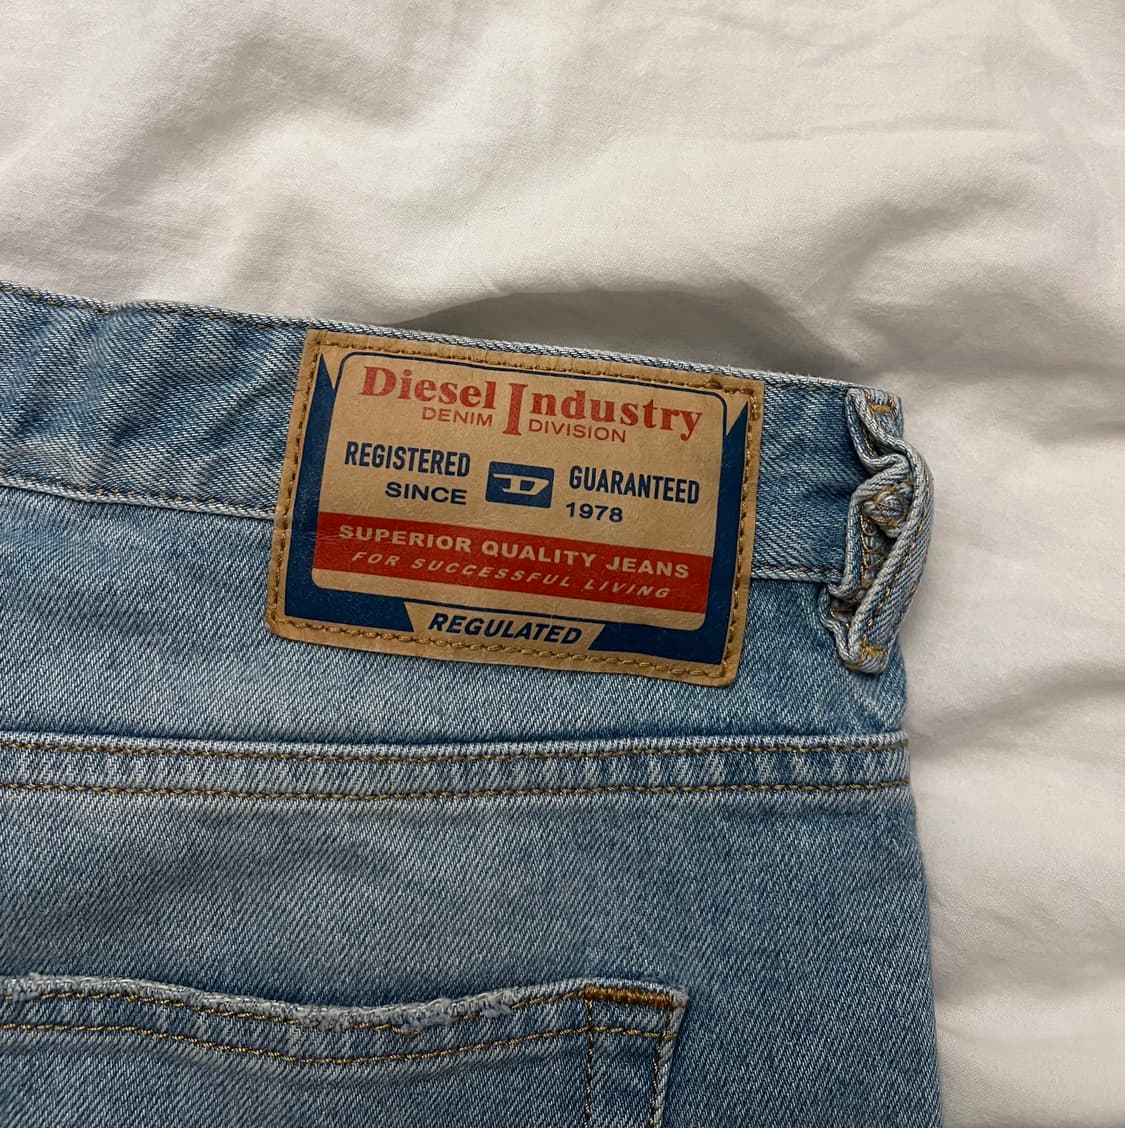 Diesel Industry
DENIM DIVISION
REGISTERED D GUARANTEED
SINCE 1978
SUPERIOR QUALITY JEANS
FOR SUCCESSFUL LIVING
REGULATED